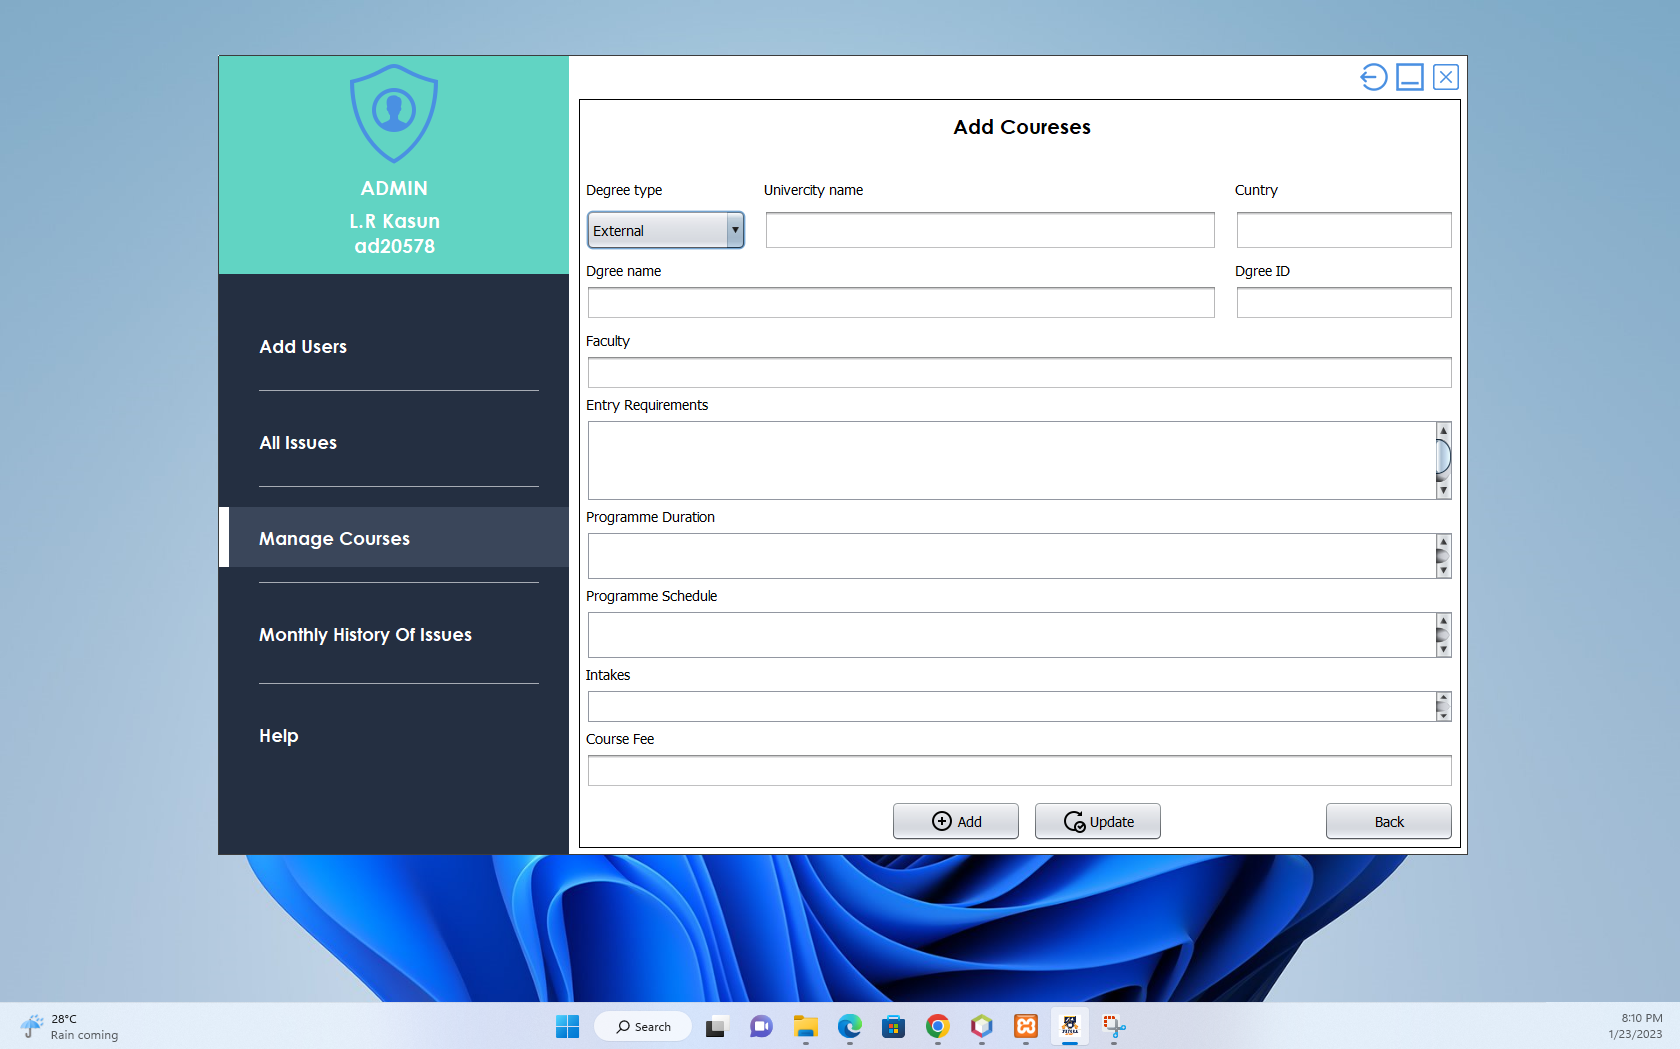 ADMIN
L.R Kasun
ad20578
Add Users
All Issues
Manage Courses
Monthly History Of Issues
Help
Add Coureses
Degree type
Univercity name
Cuntry
External
Dgree name
Dgree ID
Faculty
Entry Requirements
Programme Duration
Programme Schedule
Intakes
Course Fee
Add
Update
Back
28°C
Rain coming
Search
8:10 PM
1/23/2023